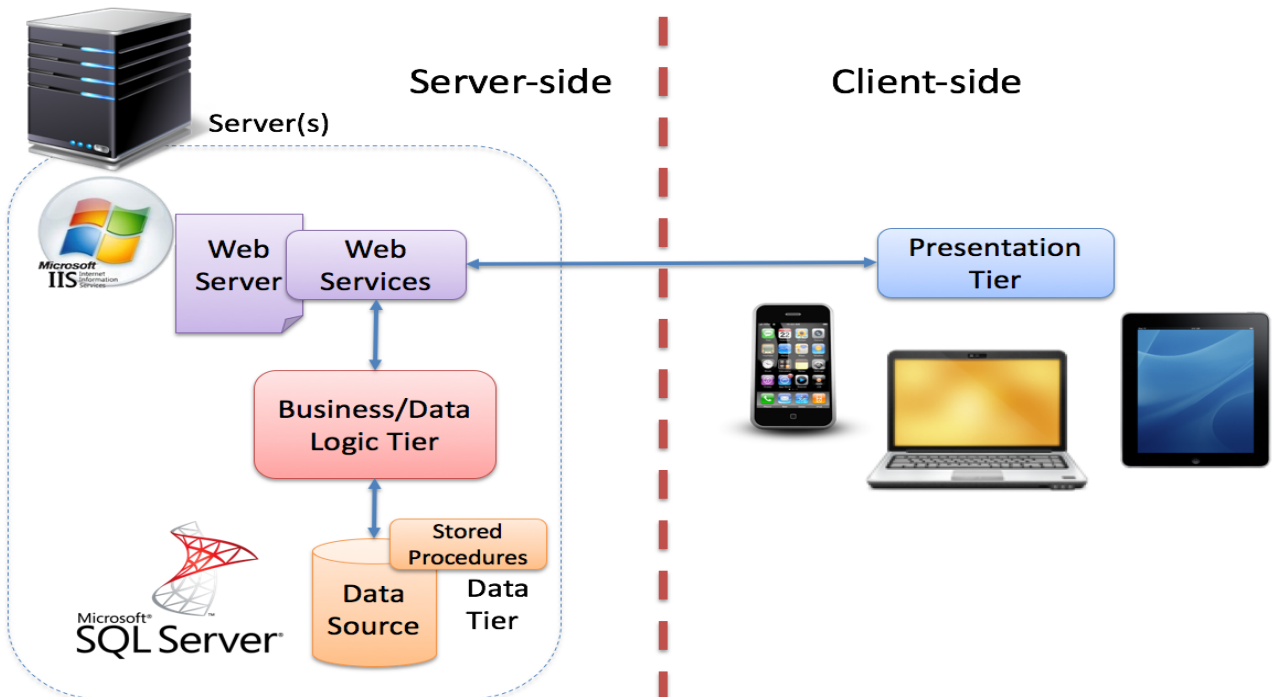 Server-side
Client-side
Server(s)
Microsoft
IIS
Internet
Information
Services
Web
Server
Web
Services
Presentation
Tier
Business/Data
Logic Tier
Stored
Procedures
Data
Source
Data
Tier
Microsoft®
SQL Server®
™